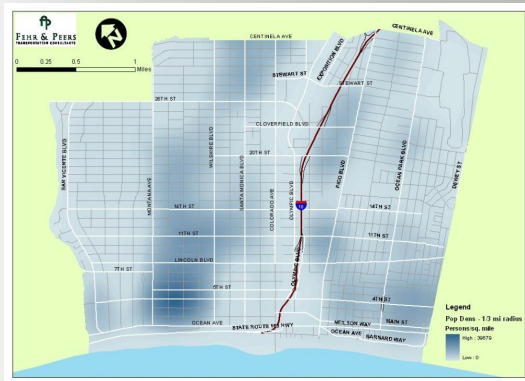 FEHR & PEERS
TRANSPORTATION CONSULTANTS
0 0.25 0.5 1
Miles
CENTINELA AVE
CENTINELA AVE
EXPOSITION BLVD
STEWART ST
STEWART ST
26TH ST
CLOVERFIELD BLVD
20TH ST
SAN VICENTE BLVD
MONTANA AVE
WILSHIRE BLVD
SANTA MONICA BLVD
COLORADO AVE
OLYMPIC BLVD
PICO BLVD
OCEAN PARK BLVD
DEWEY ST
14TH ST
14TH ST
10
11TH ST
11TH ST
LINCOLN BLVD
OLYMPIC BLVD
7TH ST
5TH ST
4TH ST
OCEAN AVE
NEILSON WAY
MAIN ST
OCEAN AVE
BARNARD WAY
Legend
Pop Dens - 1/3 mi radius
Persons/sq. mile
High : 39679
Low : 0